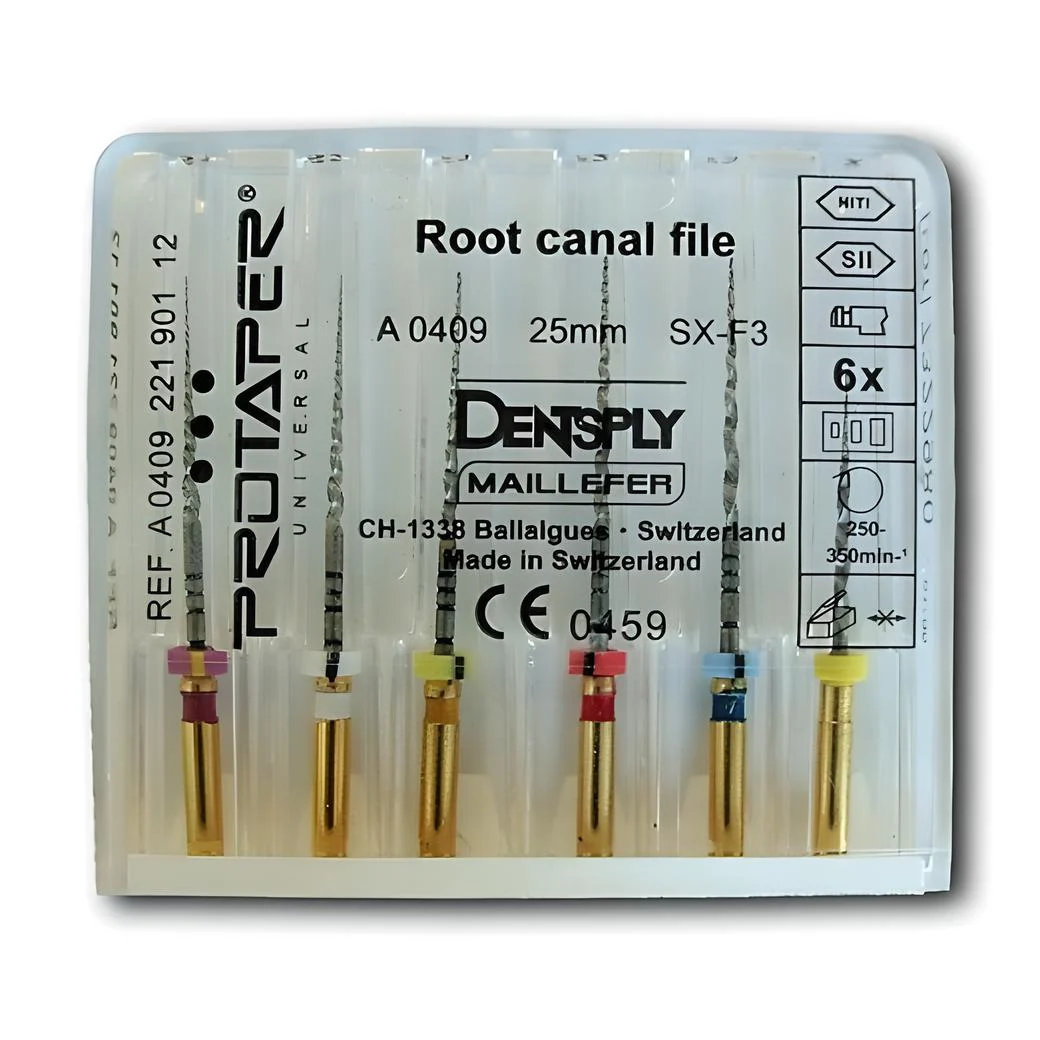 REF. A 0409 221 901 12
PROTAPER®
UNIVERSAL
Root canal file
A 0409 25mm SX-F3
DENTSPLY
MAILLEFER
CH-1338 Ballaigues · Switzerland
Made in Switzerland
CE 0459
NITI
SII
6x
250-
350min-¹